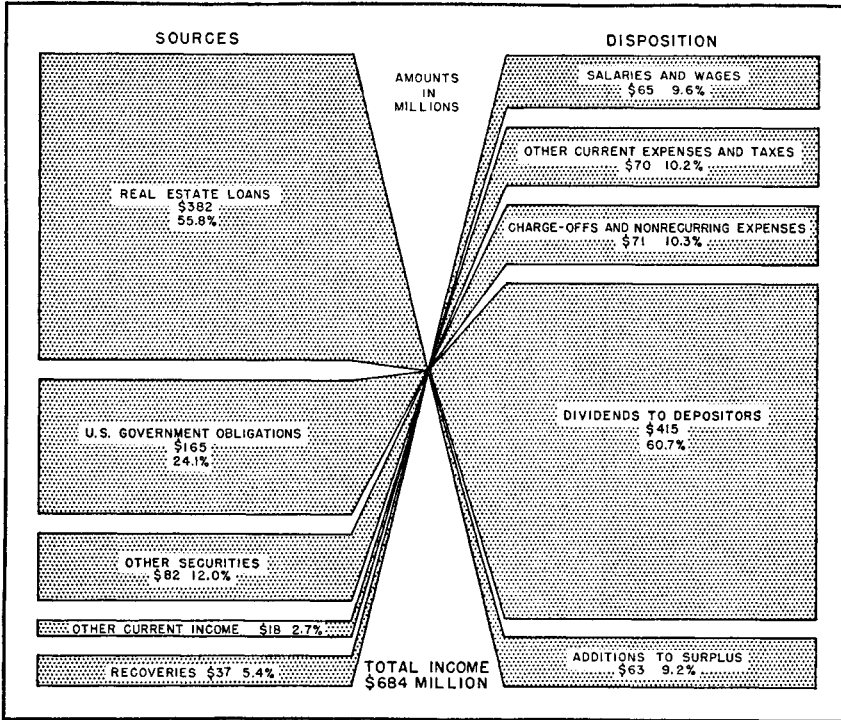 SOURCES
REAL ESTATE LOANS
$382
55.8%
U.S. GOVERNMENT OBLIGATIONS
$165
24.1%
OTHER SECURITIES
$82 12.0%
OTHER CURRENT INCOME $18 2.7%
RECOVERIES $37 5.4%
AMOUNTS
IN
MILLIONS
TOTAL INCOME
$684 MILLION
DISPOSITION
SALARIES AND WAGES
$65 9.6%
OTHER CURRENT EXPENSES AND TAXES
$70 10.2%
CHARGE-OFFS AND NONRECURRING EXPENSES
$71 10.3%
DIVIDENDS TO DEPOSITORS
$415
60.7%
ADDITIONS TO SURPLUS
$63 9.2%